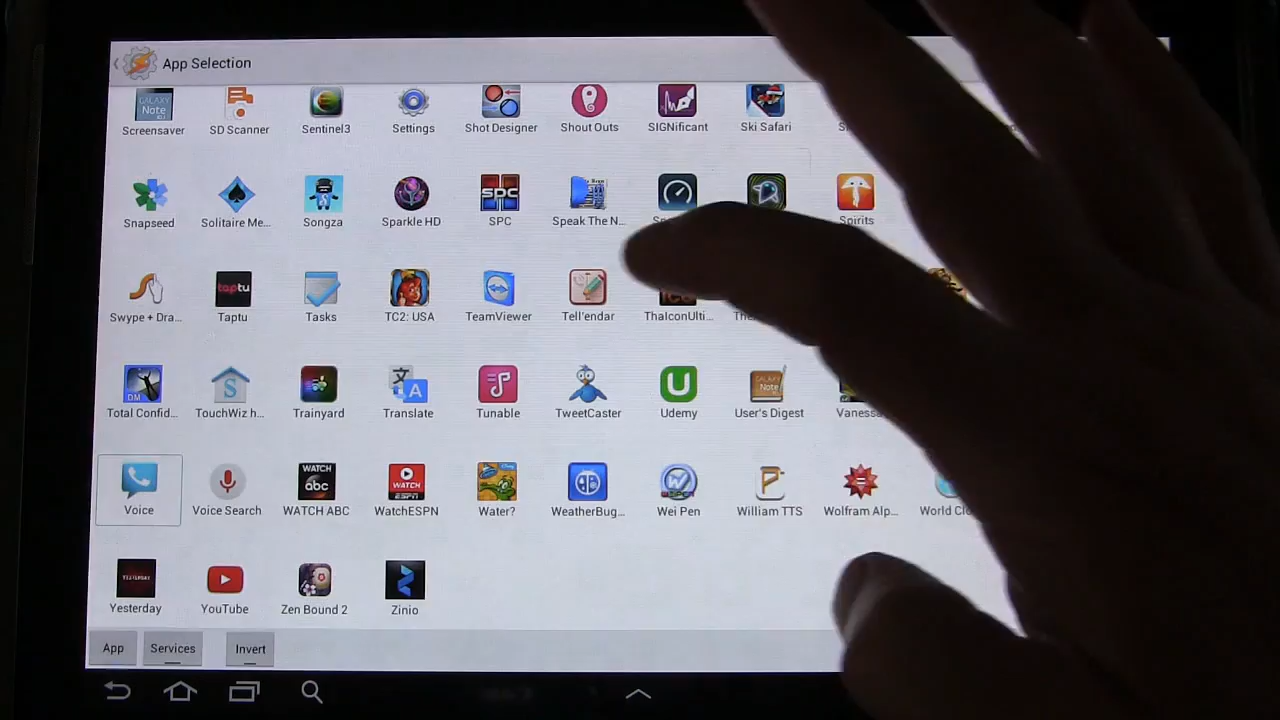 App Selection
Screensaver SD Scanner Sentinel3 Settings Shot Designer Shout Outs SIGNificant Ski Safari
Snapseed Solitaire Me... Songza Sparkle HD SPC Speak The N... Spirits
Swype + Dra... Taptu Tasks TC2: USA TeamViewer Tell'endar ThaIconUlti...
Total Confid... TouchWiz h... Trainyard Translate Tunable TweetCaster Udemy User's Digest
Voice Voice Search WATCH ABC WatchESPN Water? WeatherBug... Wei Pen William TTS Wolfram Alp...
Yesterday YouTube Zen Bound 2 Zinio
App Services Invert